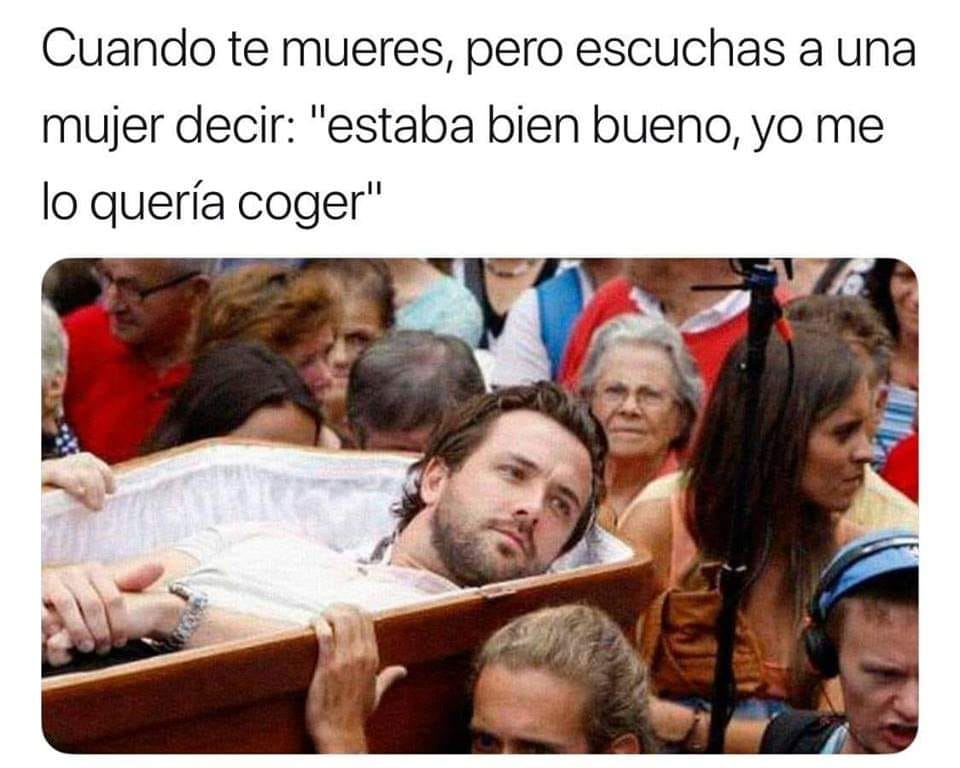 Cuando te mueres, pero escuchas a una
mujer decir: "estaba bien bueno, yo me
lo quería coger"